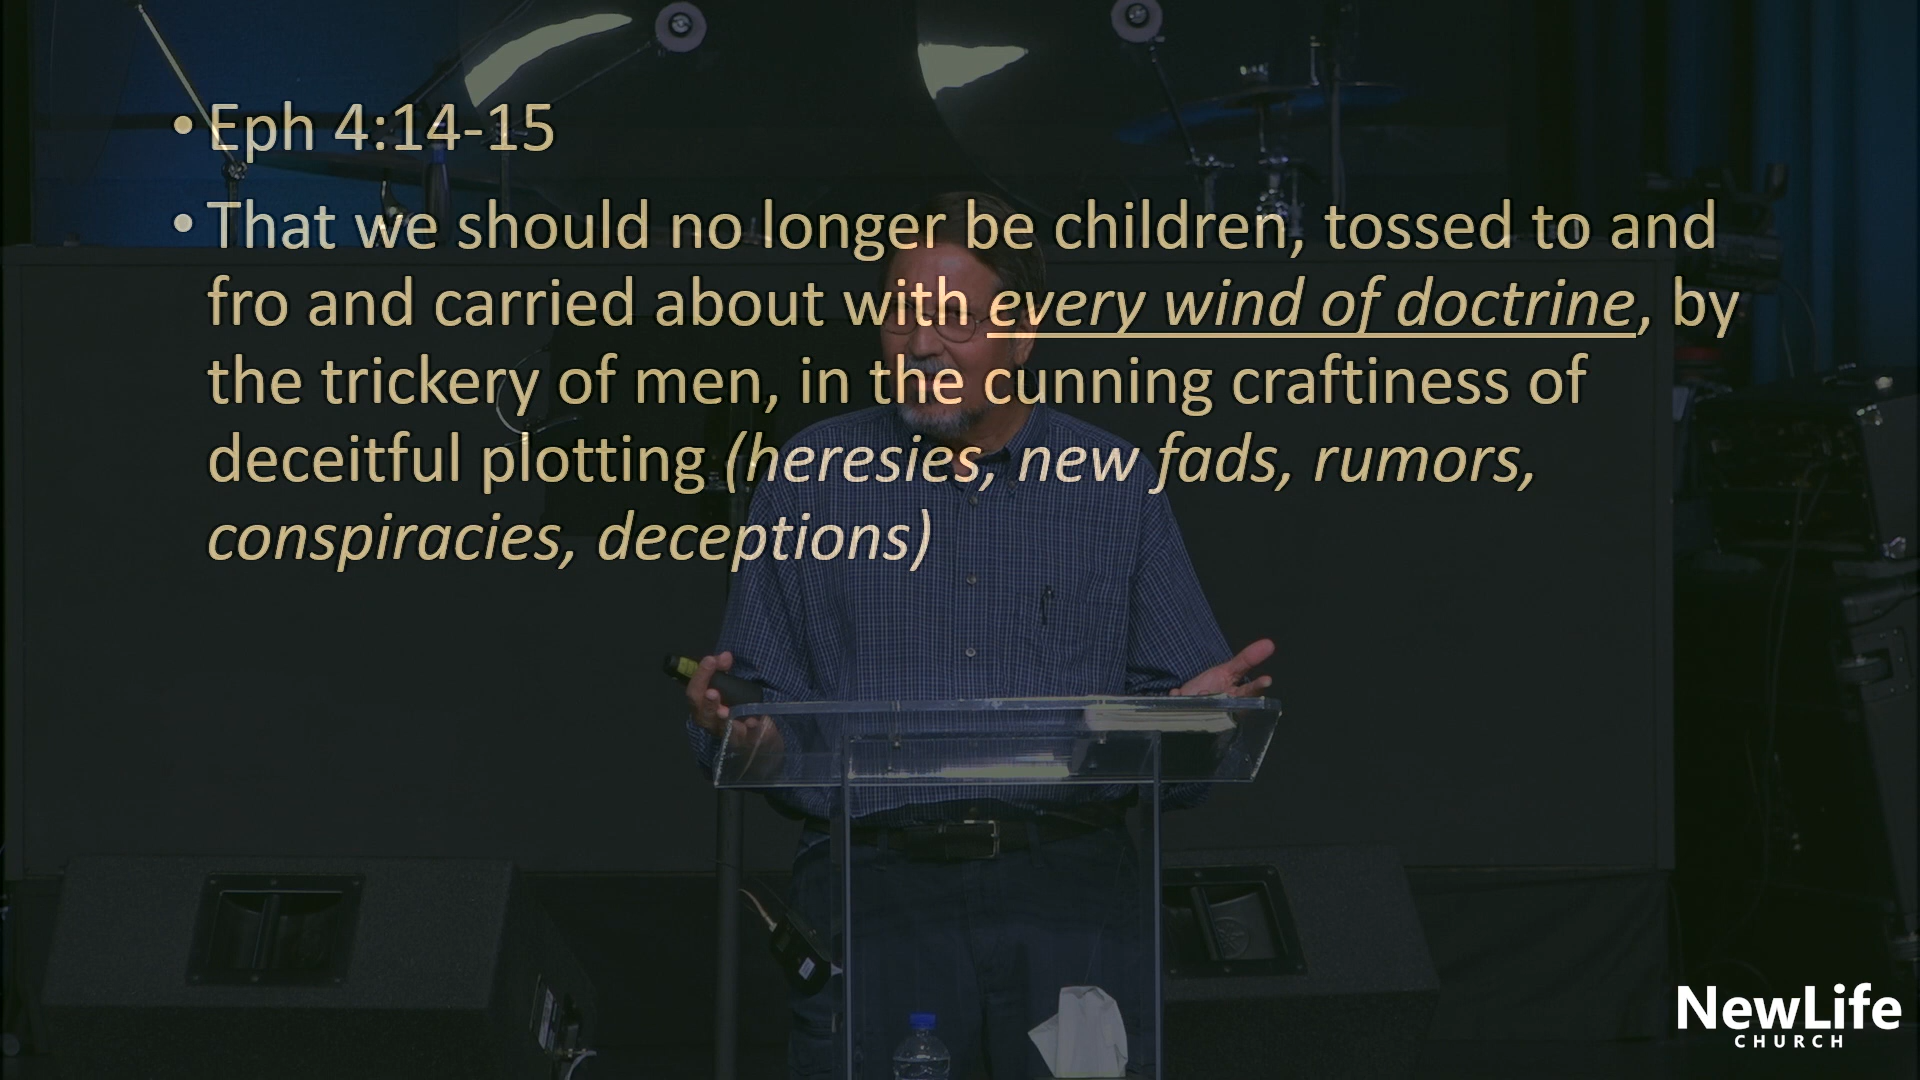 • Eph 4:14-15
• That we should no longer be children, tossed to and
fro and carried about with every wind of doctrine, by
the trickery of men, in the cunning craftiness of
deceitful plotting (heresies, new fads, rumors,
conspiracies, deceptions)
NewLife
CHURCH